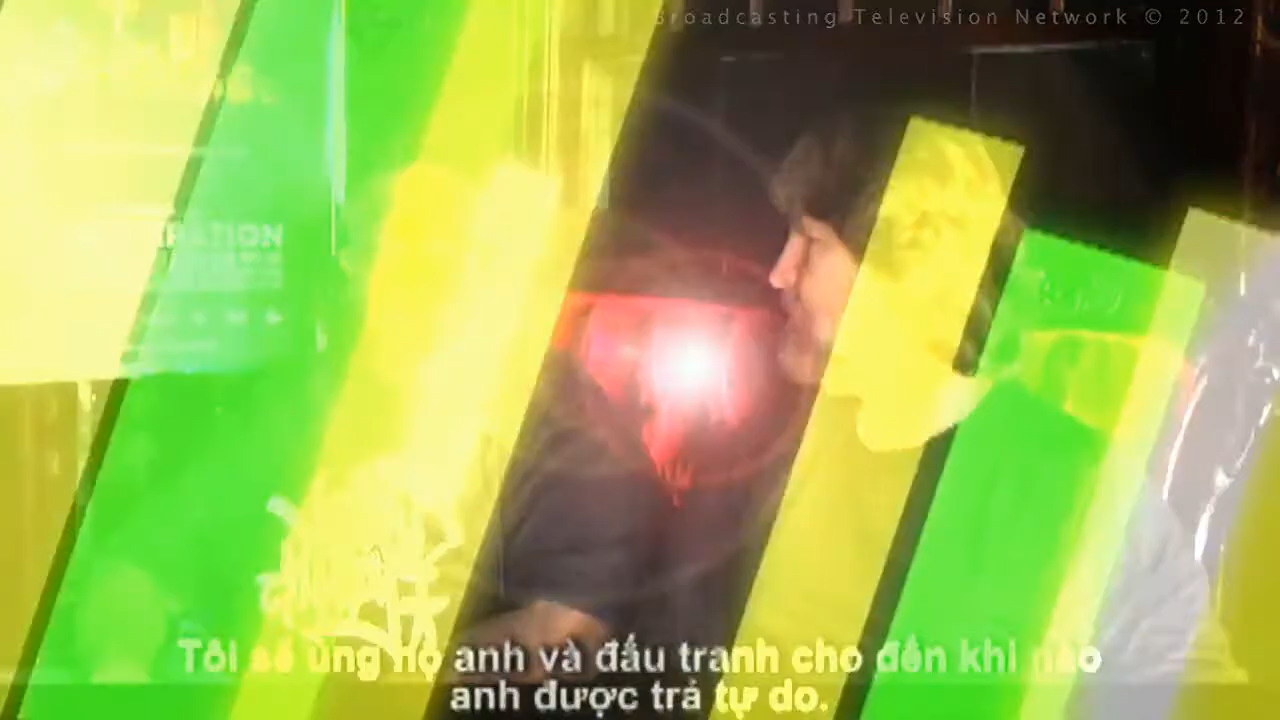 Broadcasting Television Network © 2012
RATION
Tôi sẽ ủng hộ anh và đấu tranh cho đến khi nào
anh được trả tự do.